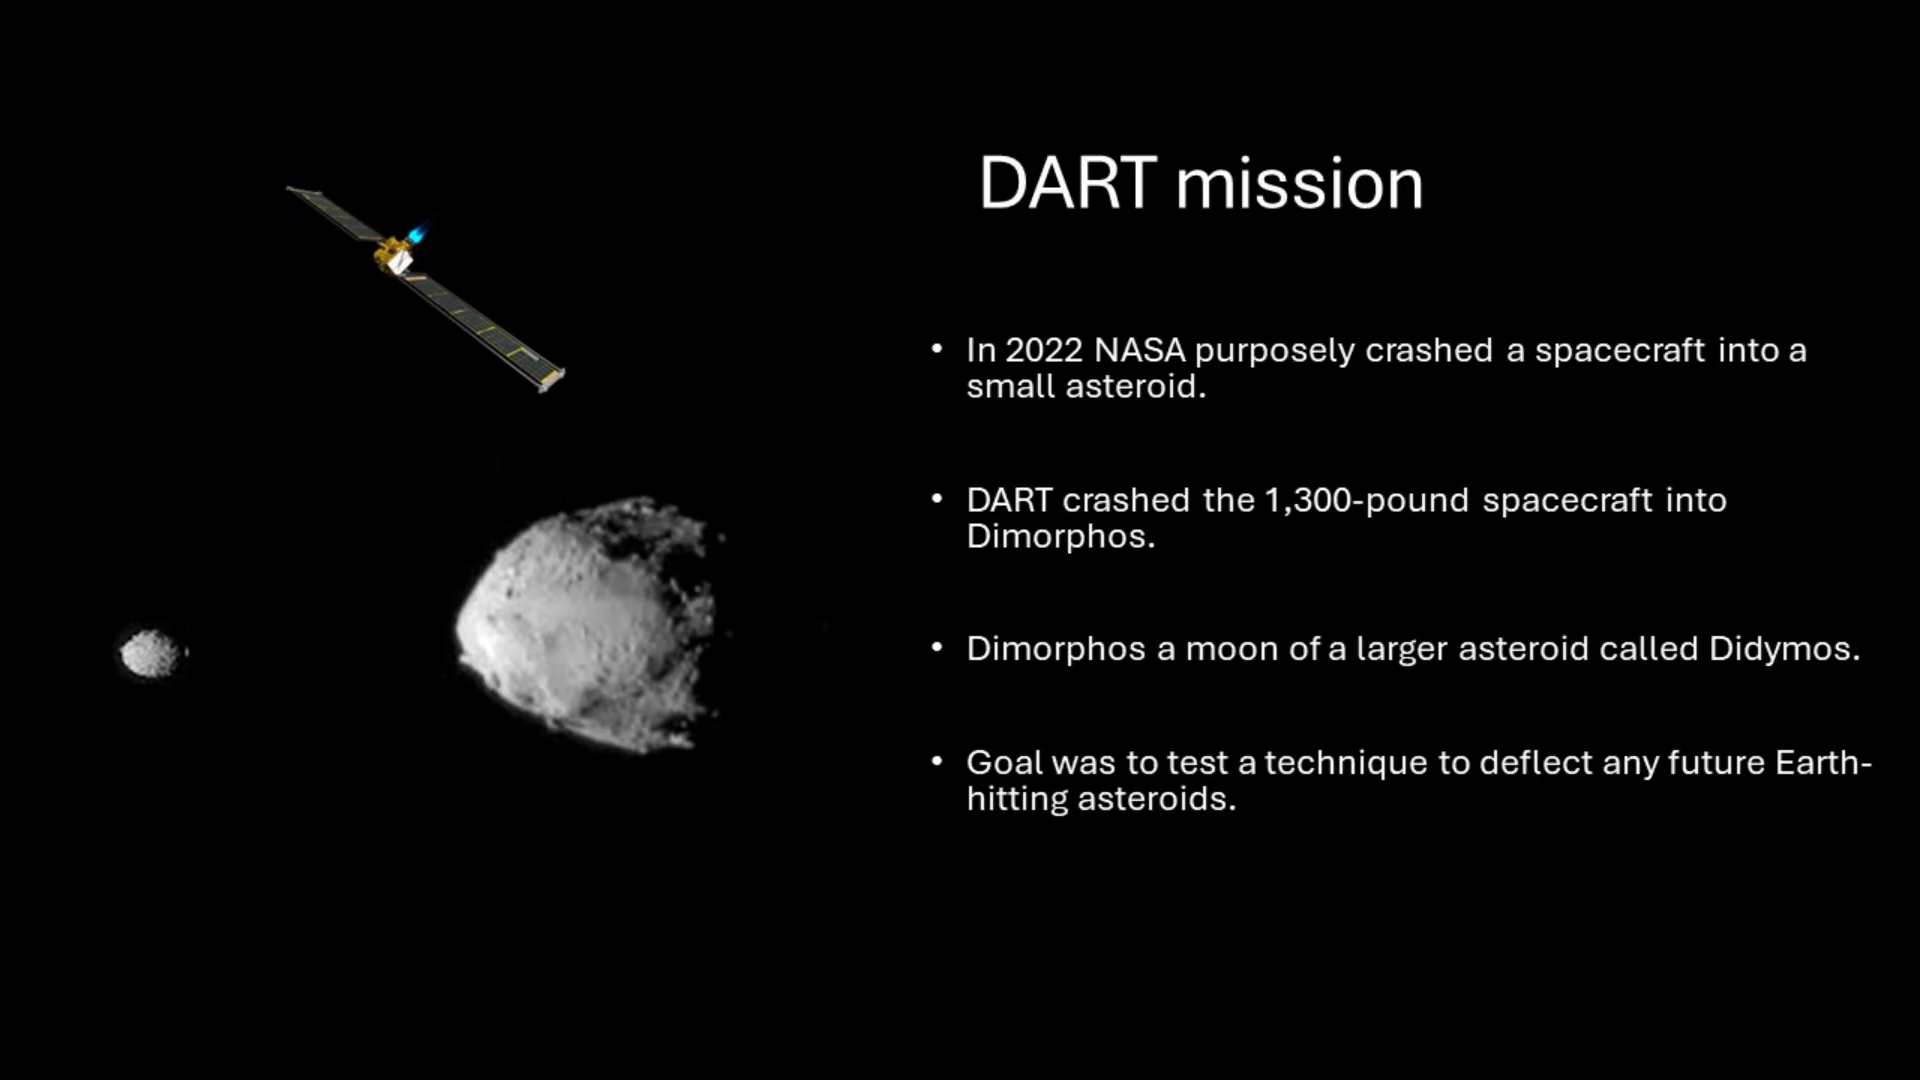 DART mission
• In 2022 NASA purposely crashed a spacecraft into a
small asteroid.
• DART crashed the 1,300-pound spacecraft into
Dimorphos.
• Dimorphos a moon of a larger asteroid called Didymos.
• Goal was to test a technique to deflect any future Earth-
hitting asteroids.